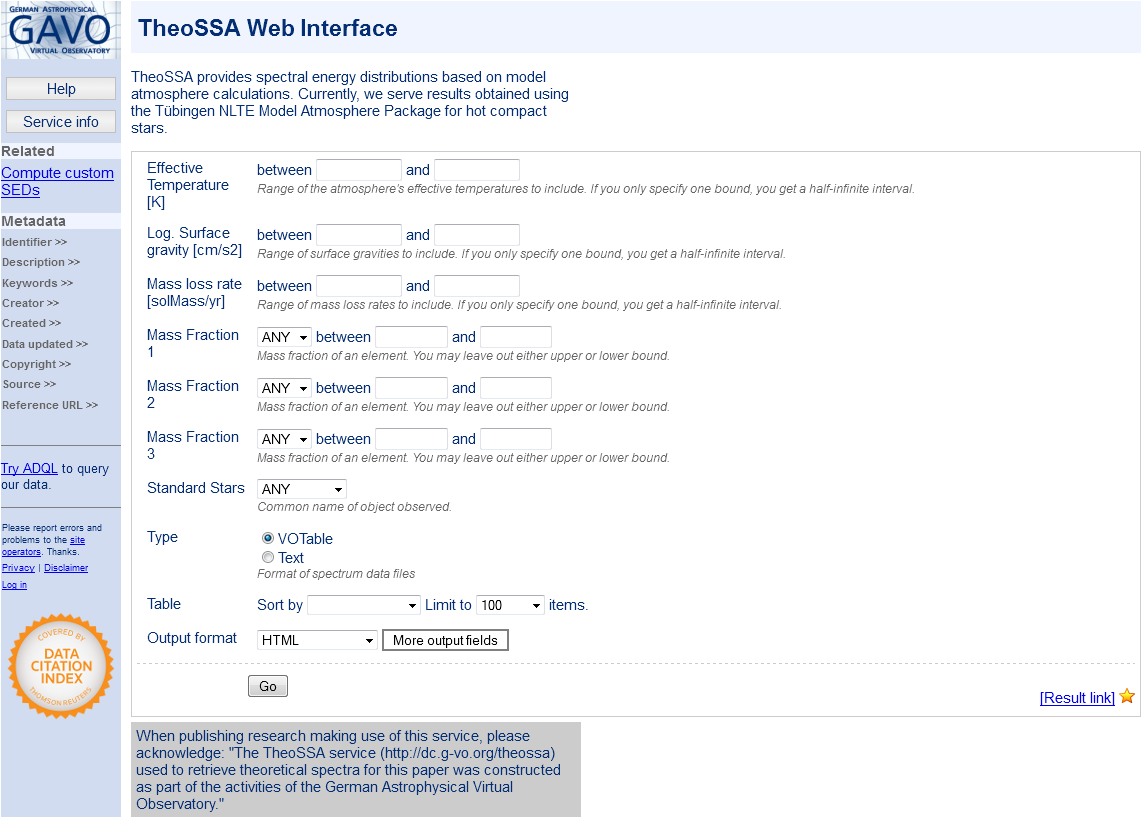 GERMAN ASTROPHYSICAL
GAVO
VIRTUAL OBSERVATORY
Help
Service info
Related
Compute custom
SEDs
Metadata
Identifier >>
Description >>
Keywords >>
Creator >>
Created >>
Data updated >>
Copyright >>
Source >>
Reference URL >>
Try ADQL to query
our data.
Please report errors and
problems to the site
operators. Thanks.
Privacy | Disclaimer
Log in
COVERED BY
DATA
CITATION
INDEX
THOMSON REUTERS
TheoSSA Web Interface
TheoSSA provides spectral energy distributions based on model
atmosphere calculations. Currently, we serve results obtained using
the Tübingen NLTE Model Atmosphere Package for hot compact
stars.
Effective
Temperature
[K]
between and
Range of the atmosphere's effective temperatures to include. If you only specify one bound, you get a half-infinite interval.
Log. Surface
gravity [cm/s2]
between and
Range of surface gravities to include. If you only specify one bound, you get a half-infinite interval.
Mass loss rate
[solMass/yr]
between and
Range of mass loss rates to include. If you only specify one bound, you get a half-infinite interval.
Mass Fraction
1
ANY between and
Mass fraction of an element. You may leave out either upper or lower bound.
Mass Fraction
2
ANY between and
Mass fraction of an element. You may leave out either upper or lower bound.
Mass Fraction
3
ANY between and
Mass fraction of an element. You may leave out either upper or lower bound.
Standard Stars
ANY
Common name of object observed.
Type
VOTable
Text
Format of spectrum data files
Table
Sort by Limit to 100 items.
Output format
HTML More output fields
Go
[Result link]
When publishing research making use of this service, please
acknowledge: "The TheoSSA service (http://dc.g-vo.org/theossa)
used to retrieve theoretical spectra for this paper was constructed
as part of the activities of the German Astrophysical Virtual
Observatory."